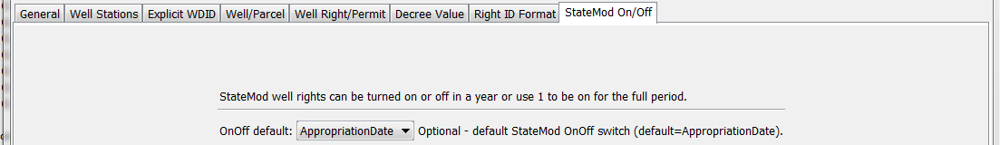 General Well Stations Explicit WDID Well/Parcel Well Right/Permit Decree Value Right ID Format StateMod On/Off
StateMod well rights can be turned on or off in a year or use 1 to be on for the full period.
OnOff default: AppropriationDate Optional - default StateMod OnOff switch (default=AppropriationDate).